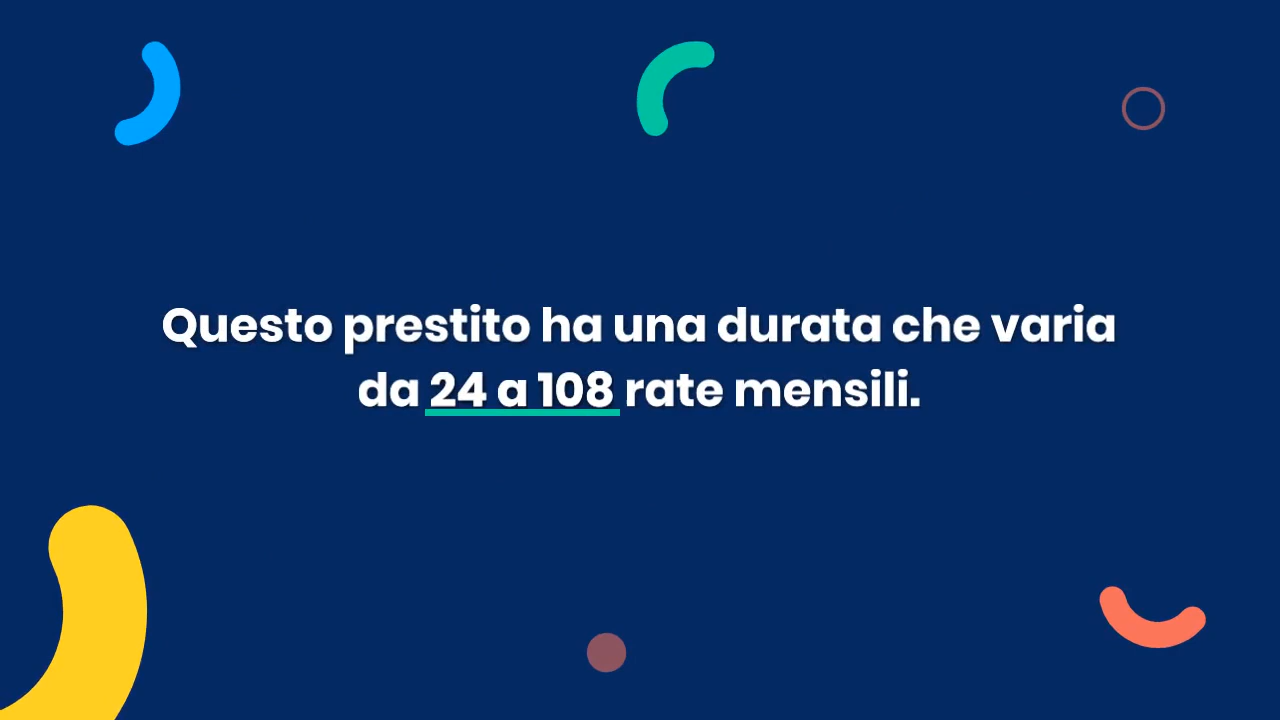 Questo prestito ha una durata che varia
da 24 a 108 rate mensili.